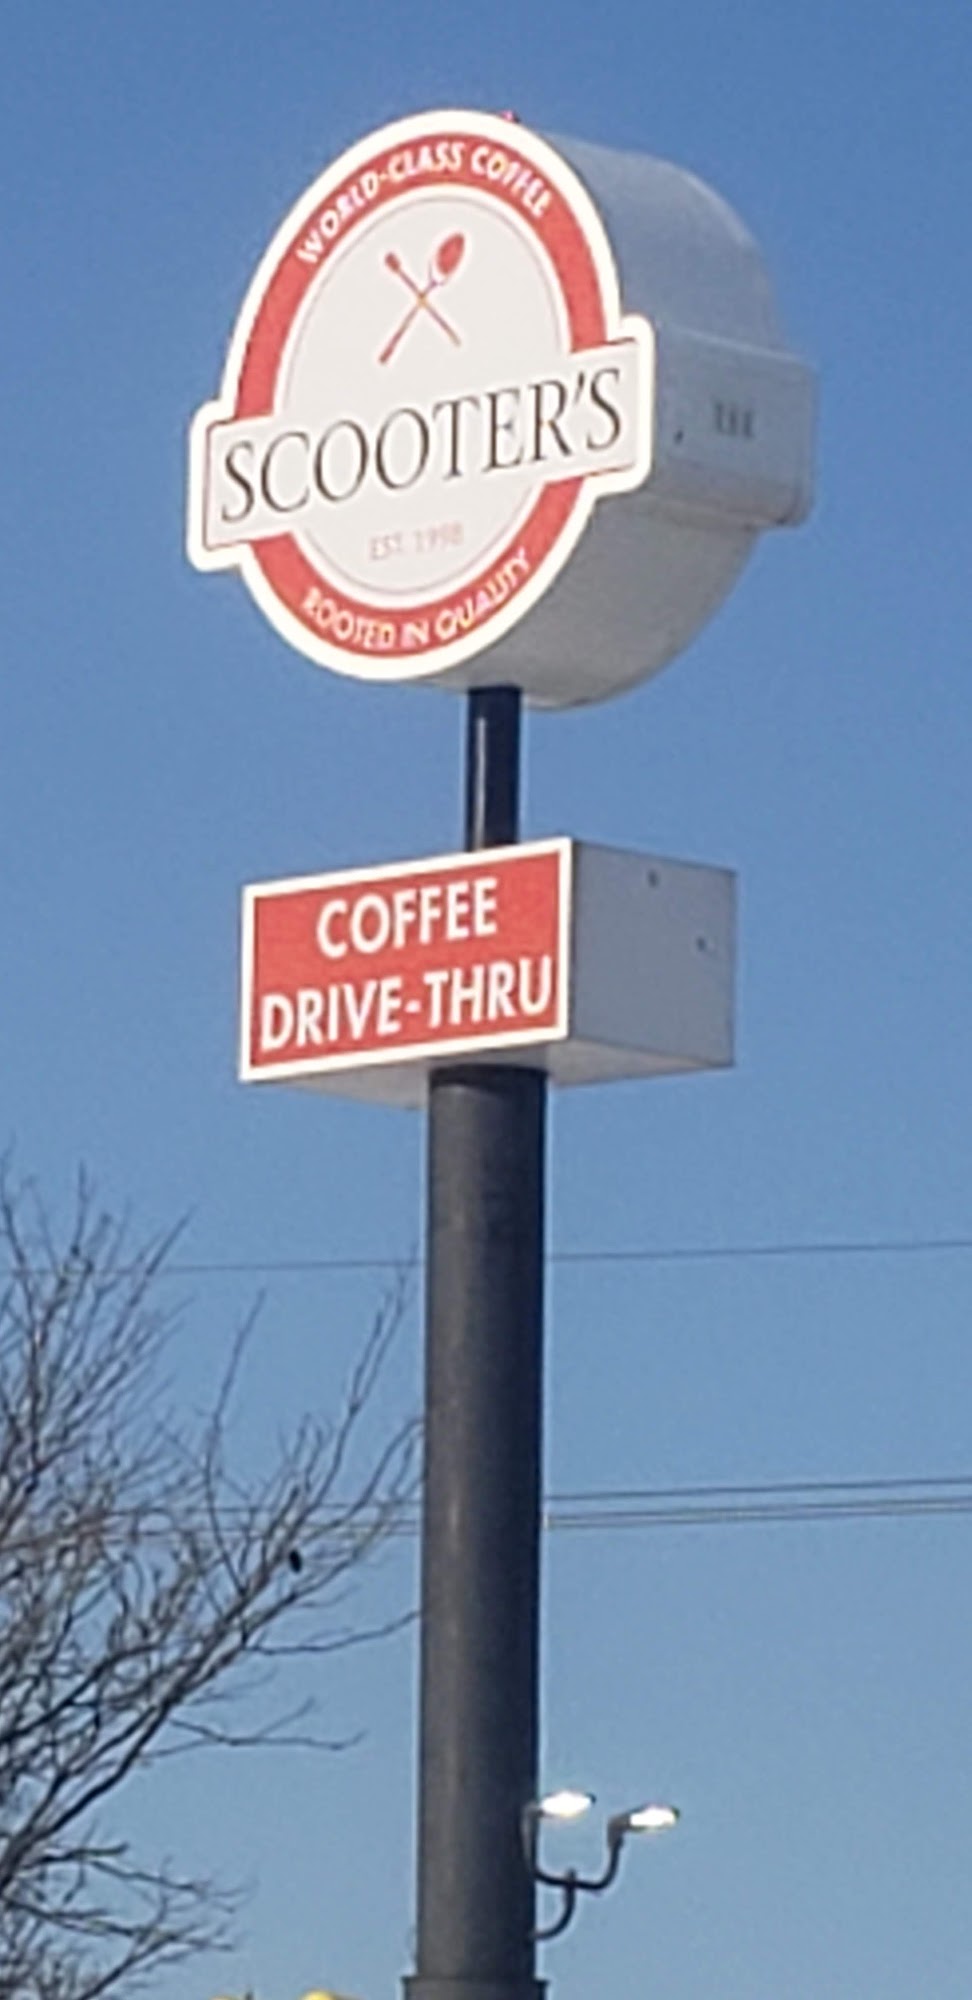 WORLD-CLASS COFFEE
SCOOTER'S
EST. 1998
ROOTED IN QUALITY
COFFEE
DRIVE-THRU